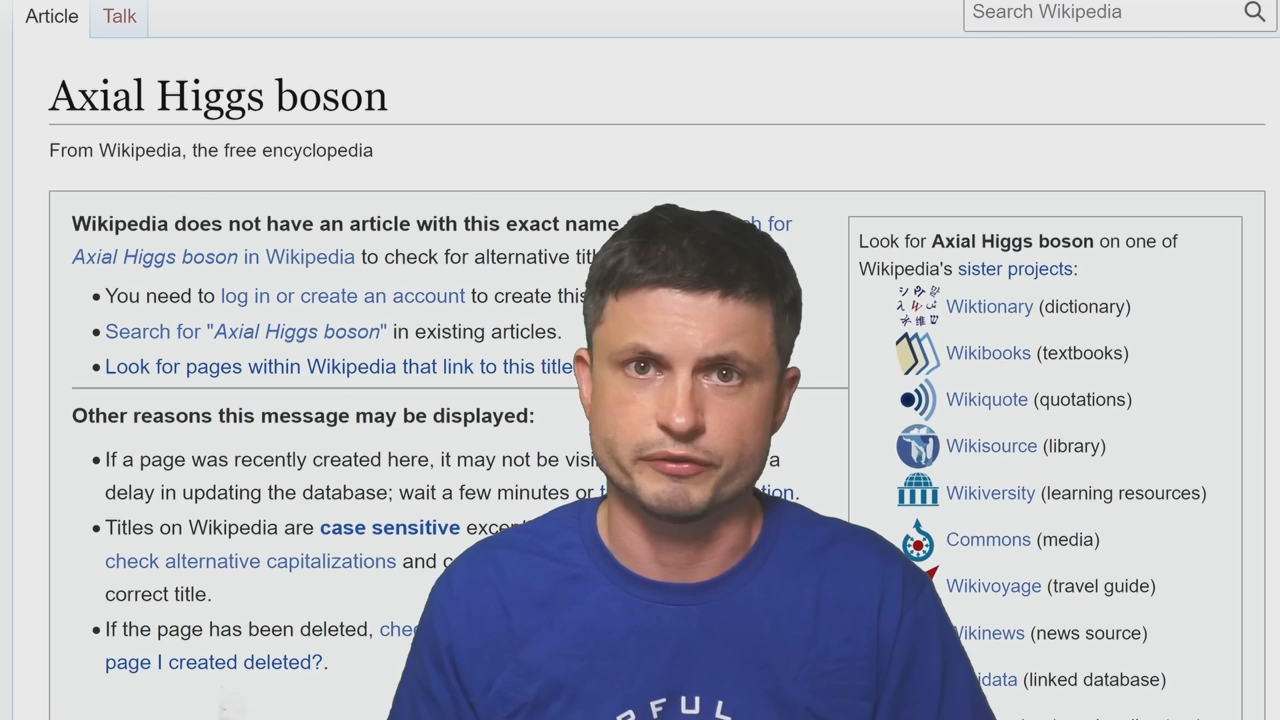 Article
Talk
Search Wikipedia
Axial Higgs boson
From Wikipedia, the free encyclopedia
Wikipedia does not have an article with this exact name
for
Axial Higgs boson in Wikipedia to check for alternative
• You need to log in or create an account to create
• Search for "Axial Higgs boson" in existing articles.
• Look for pages within Wikipedia that link to this title
Other reasons this message may be displayed:
• If a page was recently created here, it may not be
a
delay in updating the database; wait a few minutes or
• Titles on Wikipedia are case sensitive
check alternative capitalizations and
correct title.
• If the page has been deleted,
page I created deleted?.
Look for Axial Higgs boson on one of
Wikipedia's sister projects:
Wiktionary (dictionary)
Wikibooks (textbooks)
Wikiquote (quotations)
Wikisource (library)
Wikiversity (learning resources)
Commons (media)
Wikivoyage (travel guide)
Wikinews (news source)
(linked database)